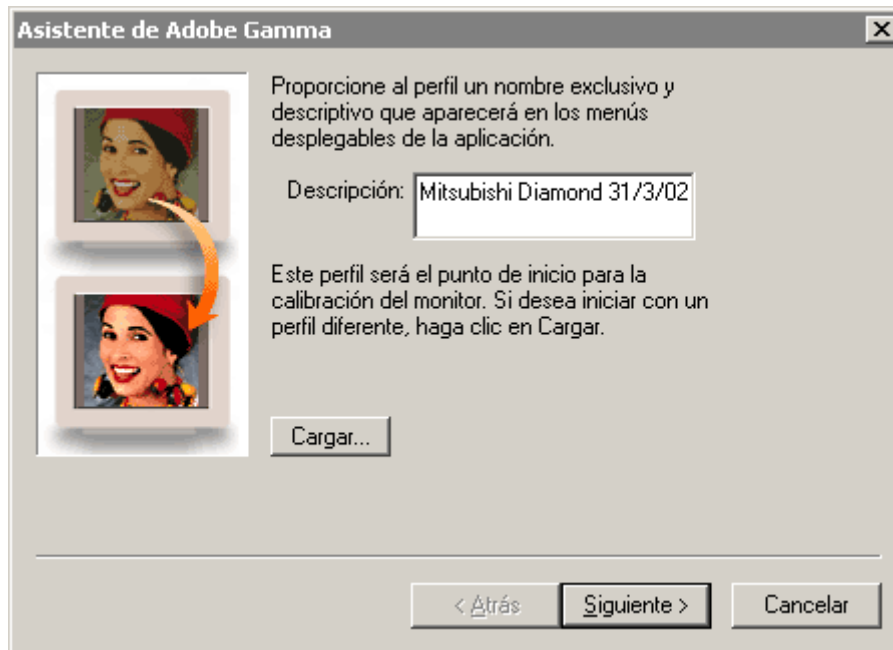 Asistente de Adobe Gamma
Proporcione al perfil un nombre exclusivo y
descriptivo que aparecerá en los menús
desplegables de la aplicación.
Descripción: Mitsubishi Diamond 31/3/02
Este perfil será el punto de inicio para la
calibración del monitor. Si desea iniciar con un
perfil diferente, haga clic en Cargar.
Cargar...
< Atrás Siguiente > Cancelar